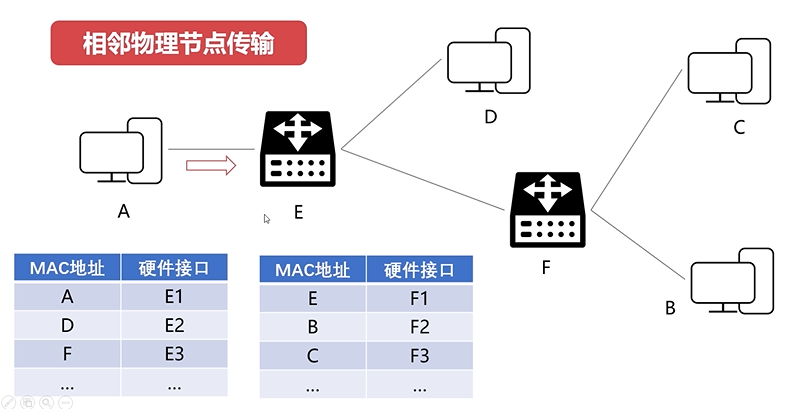 相邻物理节点传输
D
C
A
E
F
B
MAC地址 硬件接口
A E1
D E2
F E3
... ...
MAC地址 硬件接口
E F1
B F2
C F3
... ...